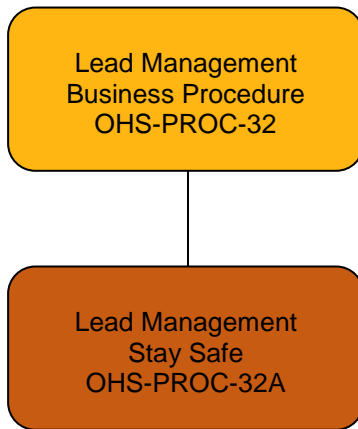 Lead Management
Business Procedure
OHS-PROC-32
Lead Management
Stay Safe
OHS-PROC-32A